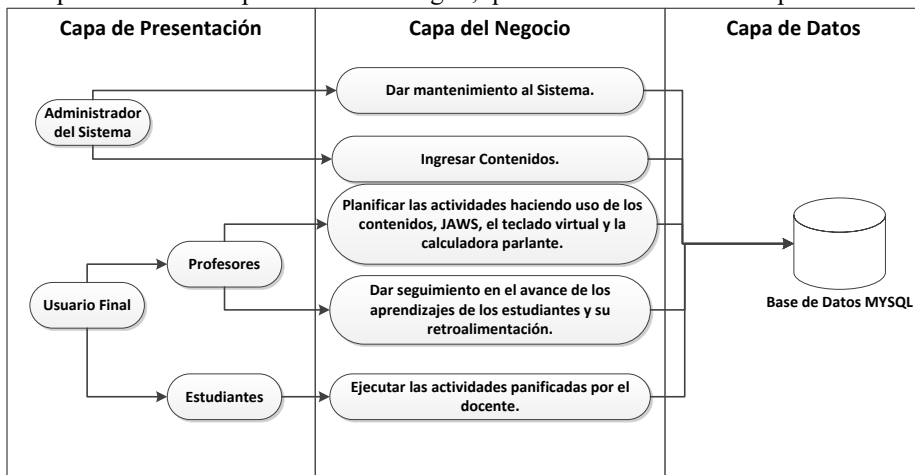 Capa de Presentación
Capa del Negocio
Capa de Datos
Administrador
del Sistema
Dar mantenimiento al Sistema.
Ingresar Contenidos.
Planificar las actividades haciendo uso de los
contenidos, JAWS, el teclado virtual y la
calculadora parlante.
Profesores
Usuario Final
Dar seguimiento en el avance de los
aprendizajes de los estudiantes y su
retroalimentación.
Base de Datos MYSQL
Estudiantes
Ejecutar las actividades panificadas por el
docente.